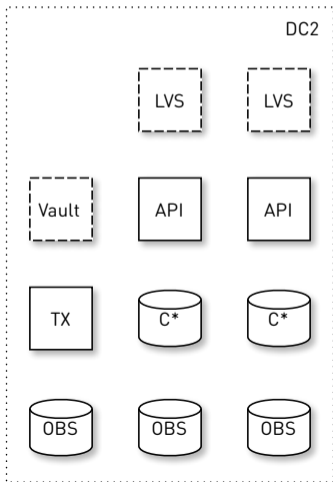 DC2
LVS LVS
Vault API API
TX C* C*
OBS OBS OBS